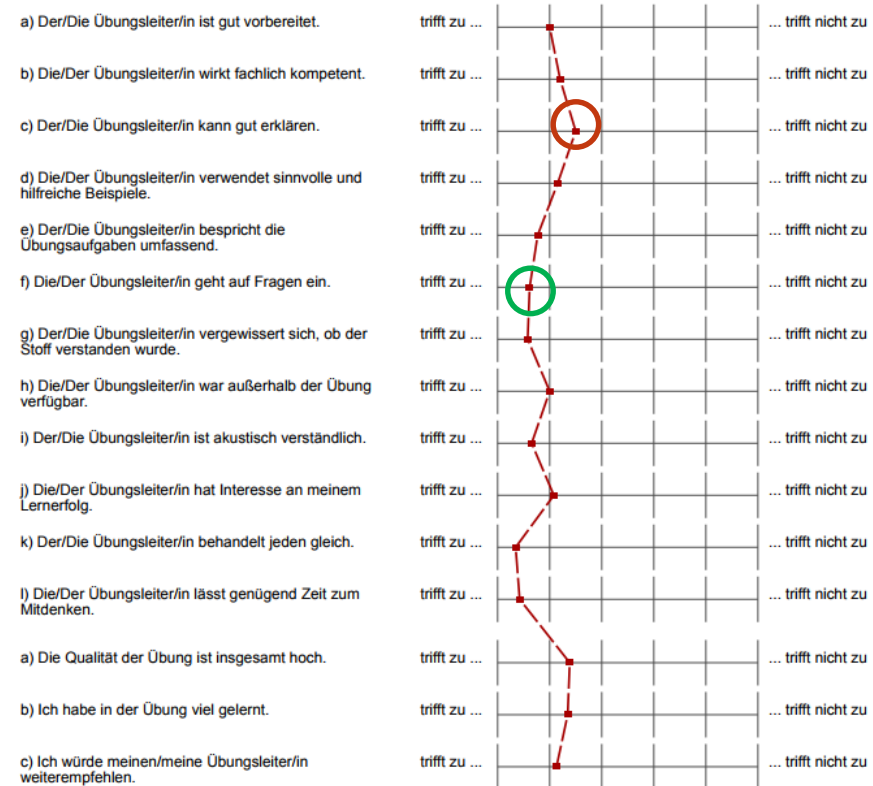 a) Der/Die Übungsleiter/in ist gut vorbereitet. trifft zu ... ... trifft nicht zu
b) Die/Der Übungsleiter/in wirkt fachlich kompetent. trifft zu ... ... trifft nicht zu
c) Der/Die Übungsleiter/in kann gut erklären. trifft zu ... ... trifft nicht zu
d) Die/Der Übungsleiter/in verwendet sinnvolle und trifft zu ... ... trifft nicht zu
hilfreiche Beispiele.
e) Der/Die Übungsleiter/in bespricht die trifft zu ... ... trifft nicht zu
Übungsaufgaben umfassend.
f) Die/Der Übungsleiter/in geht auf Fragen ein. trifft zu ... ... trifft nicht zu
g) Der/Die Übungsleiter/in vergewissert sich, ob der trifft zu ... ... trifft nicht zu
Stoff verstanden wurde.
h) Die/Der Übungsleiter/in war außerhalb der Übung trifft zu ... ... trifft nicht zu
verfügbar.
i) Der/Die Übungsleiter/in ist akustisch verständlich. trifft zu ... ... trifft nicht zu
j) Die/Der Übungsleiter/in hat Interesse an meinem trifft zu ... ... trifft nicht zu
Lernerfolg.
k) Der/Die Übungsleiter/in behandelt jeden gleich. trifft zu ... ... trifft nicht zu
l) Die/Der Übungsleiter/in lässt genügend Zeit zum trifft zu ... ... trifft nicht zu
Mitdenken.
a) Die Qualität der Übung ist insgesamt hoch. trifft zu ... ... trifft nicht zu
b) Ich habe in der Übung viel gelernt. trifft zu ... ... trifft nicht zu
c) Ich würde meinen/meine Übungsleiter/in trifft zu ... ... trifft nicht zu
weiterempfehlen.